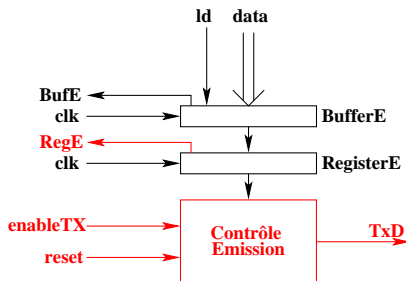 ld data
BufE
clk BufferE
RegE
clk RegisterE
enableTX
Contrôle
Emission
TxD
reset